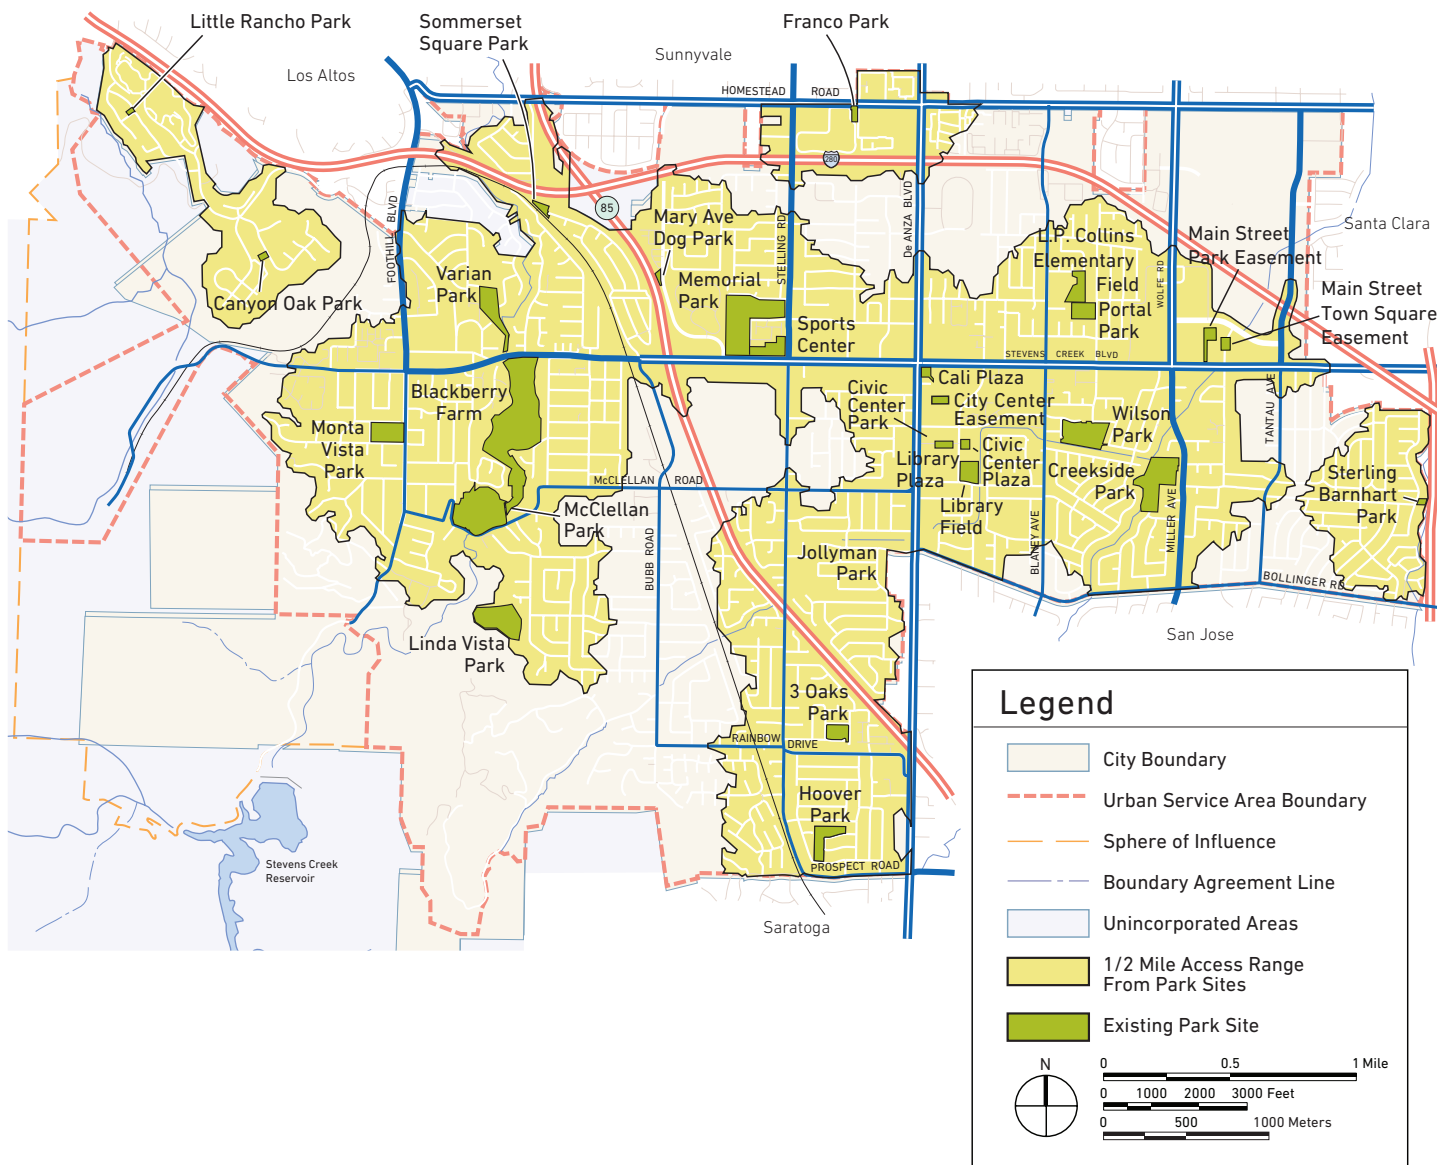 Little Rancho Park
Sommerset
Square Park
Franco Park
Los Altos
Sunnyvale
HOMESTEAD ROAD
280
85
FOOTHILL BLVD
STELLING RD
De ANZA BLVD
WOLFE RD
Santa Clara
Mary Ave
Dog Park
L.P. Collins
Elementary
Field
Main Street
Park Easement
Canyon Oak Park
Varian
Park
Memorial
Park
Portal
Park
Main Street
Town Square
Easement
Sports
Center
STEVENS CREEK BLVD
Blackberry
Farm
Civic
Center
Park
Cali Plaza
City Center
Easement
Wilson
Park
TANTAU AVE
Monta
Vista
Park
Library
Plaza
Civic
Center
Plaza
Creekside
Park
Sterling
Barnhart
Park
McCLELLAN ROAD
McClellan
Park
Library
Field
BUBB ROAD
Jollyman
Park
BLANEY AVE
MILLER AVE
BOLLINGER RD
Linda Vista
Park
San Jose
3 Oaks
Park
RAINBOW DRIVE
Hoover
Park
PROSPECT ROAD
Stevens Creek
Reservoir
Saratoga
Legend
City Boundary
Urban Service Area Boundary
Sphere of Influence
Boundary Agreement Line
Unincorporated Areas
1/2 Mile Access Range
From Park Sites
Existing Park Site
N
0 0.5 1 Mile
0 1000 2000 3000 Feet
0 500 1000 Meters